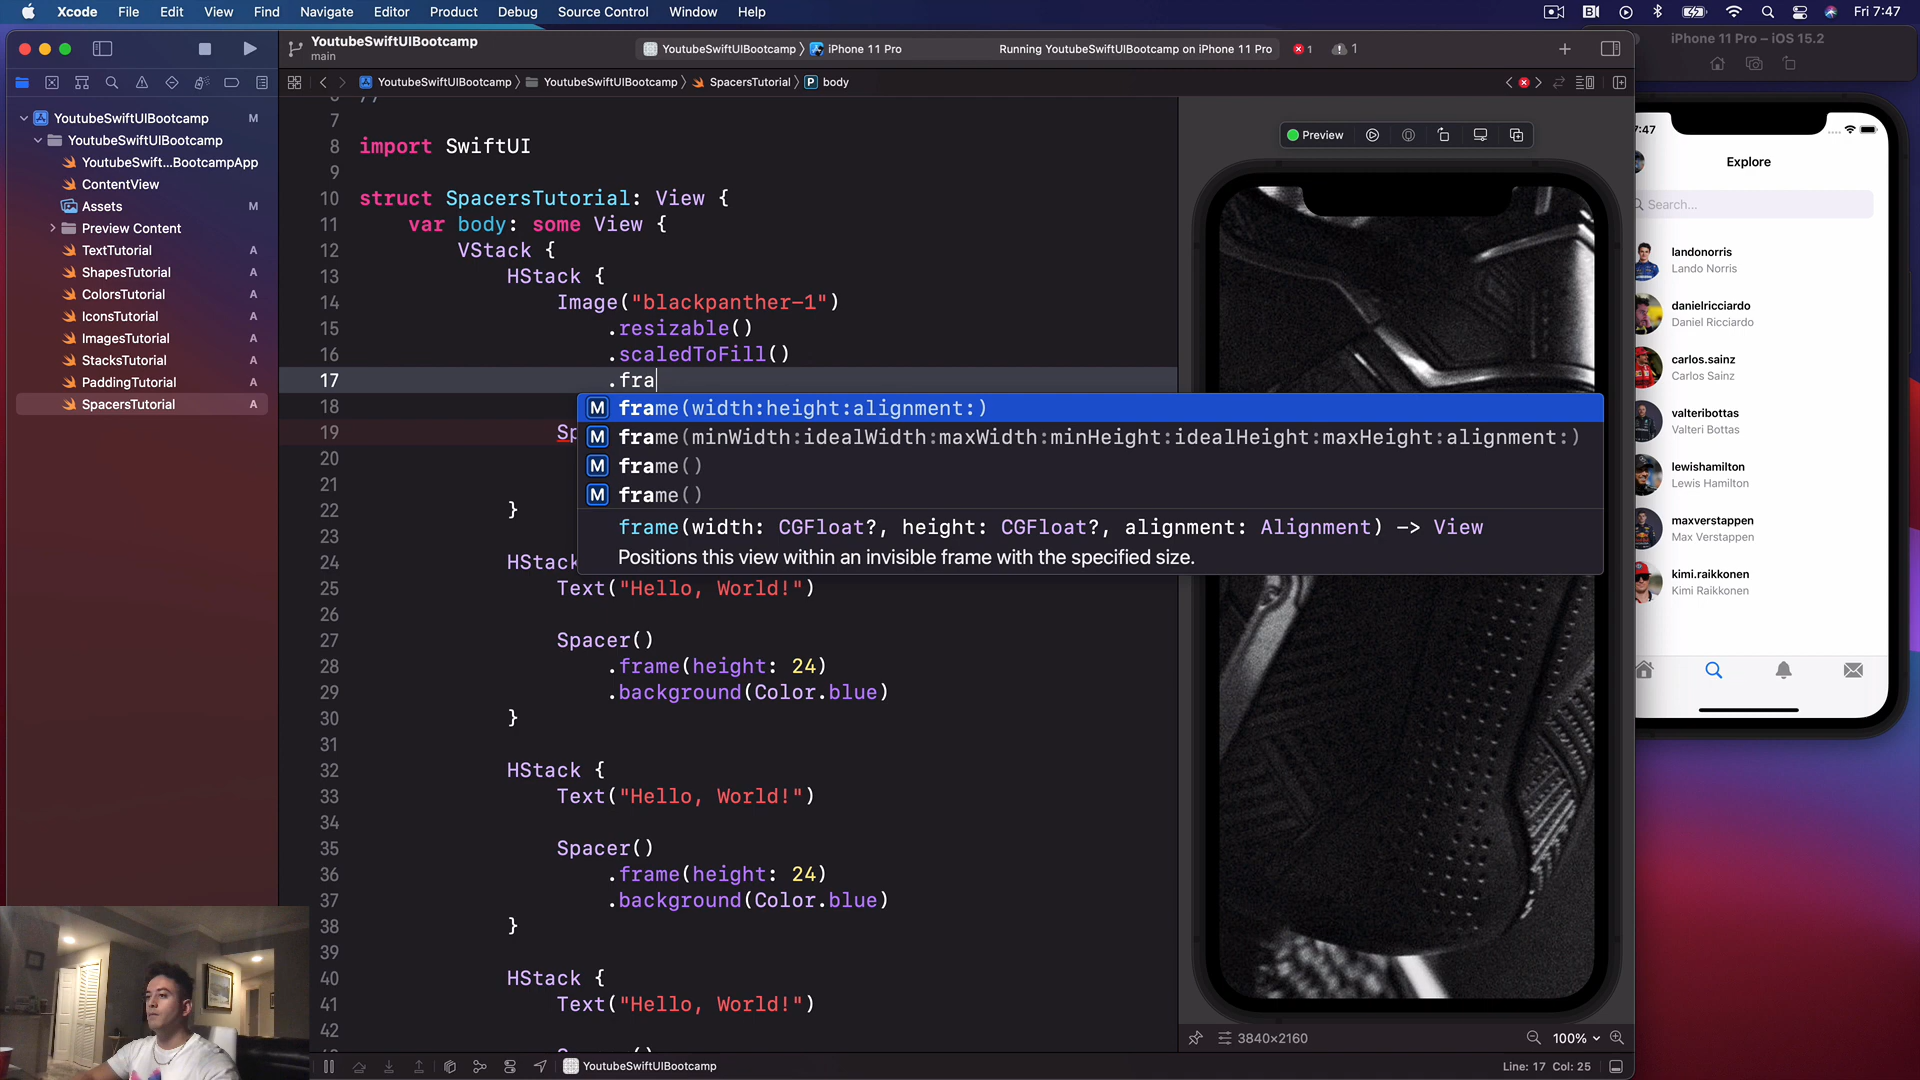 Xcode File Edit View Find Navigate Editor Product Debug Source Control Window Help
Fri 7:47
YoutubeSwiftUIBootcamp
main
YoutubeSwiftUIBootcamp
iPhone 11 Pro
Running YoutubeSwiftUIBootcamp on iPhone 11 Pro
1
1
iPhone 11 Pro – iOS 15.2
YoutubeSwiftUIBootcamp
YoutubeSwiftUIBootcamp
SpacersTutorial
P body
YoutubeSwiftUIBootcamp M
YoutubeSwiftUIBootcamp
YoutubeSwift...BootcampApp
ContentView
Assets M
Preview Content
TextTutorial A
ShapesTutorial A
ColorsTutorial A
IconsTutorial A
ImagesTutorial A
StacksTutorial A
PaddingTutorial A
SpacersTutorial A
7
8 import SwiftUI
9
10 struct SpacersTutorial: View {
11 var body: some View {
12 VStack {
13 HStack {
14 Image("blackpanther-1")
15 .resizable()
16 .scaledToFill()
17 .fra
18
19 Sp
20
21
22 }
23
24 HStack
25 Text("Hello, World!")
26
27 Spacer()
28 .frame(height: 24)
29 .background(Color.blue)
30 }
31
32 HStack {
33 Text("Hello, World!")
34
35 Spacer()
36 .frame(height: 24)
37 .background(Color.blue)
38 }
39
40 HStack {
41 Text("Hello, World!")
42
M frame(width:height:alignment:)
M frame(minWidth:idealWidth:maxWidth:minHeight:idealHeight:maxHeight:alignment:)
M frame()
M frame()
frame(width: CGFloat?, height: CGFloat?, alignment: Alignment) -> View
Positions this view within an invisible frame with the specified size.
Preview
3840×2160
100%
YoutubeSwiftUIBootcamp
Line: 17 Col: 25
:47
Explore
Search...
landonorris
Lando Norris
danielricciardo
Daniel Ricciardo
carlos.sainz
Carlos Sainz
valteribottas
Valteri Bottas
lewishamilton
Lewis Hamilton
maxverstappen
Max Verstappen
kimi.raikkonen
Kimi Raikkonen